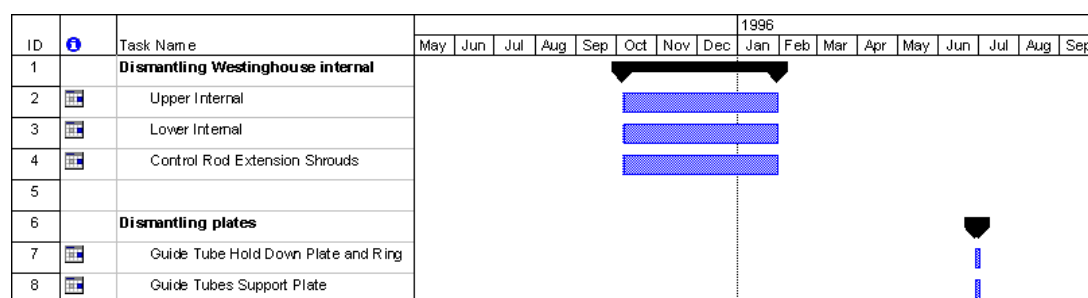 1996
ID Task Name May Jun Jul Aug Sep Oct Nov Dec Jan Feb Mar Apr May Jun Jul Aug Sep
1 Dismantling Westinghouse internal
2 Upper Internal
3 Lower Internal
4 Control Rod Extension Shrouds
5
6 Dismantling plates
7 Guide Tube Hold Down Plate and Ring
8 Guide Tubes Support Plate